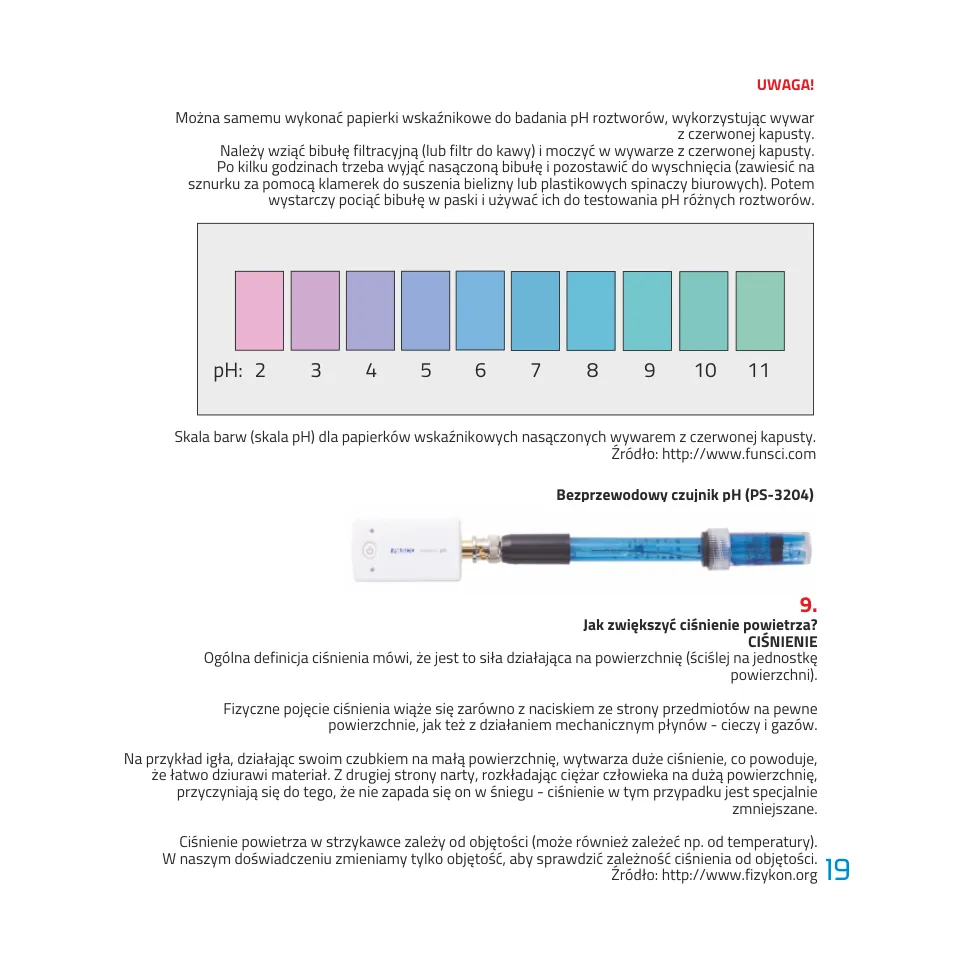 UWAGA!
Można samemu wykonać papierki wskaźnikowe do badania pH roztworów, wykorzystując wywar
z czerwonej kapusty.
Należy wziąć bibułę filtracyjną (lub filtr do kawy) i moczyć w wywarze z czerwonej kapusty.
Po kilku godzinach trzeba wyjąć nasączoną bibułę i pozostawić do wyschnięcia (zawiesić na
sznurku za pomocą klamerek do suszenia bielizny lub plastikowych spinaczy biurowych). Potem
wystarczy pociąć bibułę w paski i używać ich do testowania pH różnych roztworów.
pH: 2 3 4 5 6 7 8 9 10 11
Skala barw (skala pH) dla papierków wskaźnikowych nasączonych wywarem z czerwonej kapusty.
Źródło: http://www.funsci.com
Bezprzewodowy czujnik pH (PS-3204)
9.
Jak zwiększyć ciśnienie powietrza?
CIŚNIENIE
Ogólna definicja ciśnienia mówi, że jest to siła działająca na powierzchnię (ściślej na jednostkę
powierzchni).
Fizyczne pojęcie ciśnienia wiąże się zarówno z naciskiem ze strony przedmiotów na pewne
powierzchnie, jak też z działaniem mechanicznym płynów - cieczy i gazów.
Na przykład igła, działając swoim czubkiem na małą powierzchnię, wytwarza duże ciśnienie, co powoduje,
że łatwo dziurawi materiał. Z drugiej strony narty, rozkładając ciężar człowieka na dużą powierzchnię,
przyczyniają się do tego, że nie zapada się on w śniegu - ciśnienie w tym przypadku jest specjalnie
zmniejszane.
Ciśnienie powietrza w strzykawce zależy od objętości (może również zależeć np. od temperatury).
W naszym doświadczeniu zmieniamy tylko objętość, aby sprawdzić zależność ciśnienia od objętości.
Źródło: http://www.fizykon.org
19